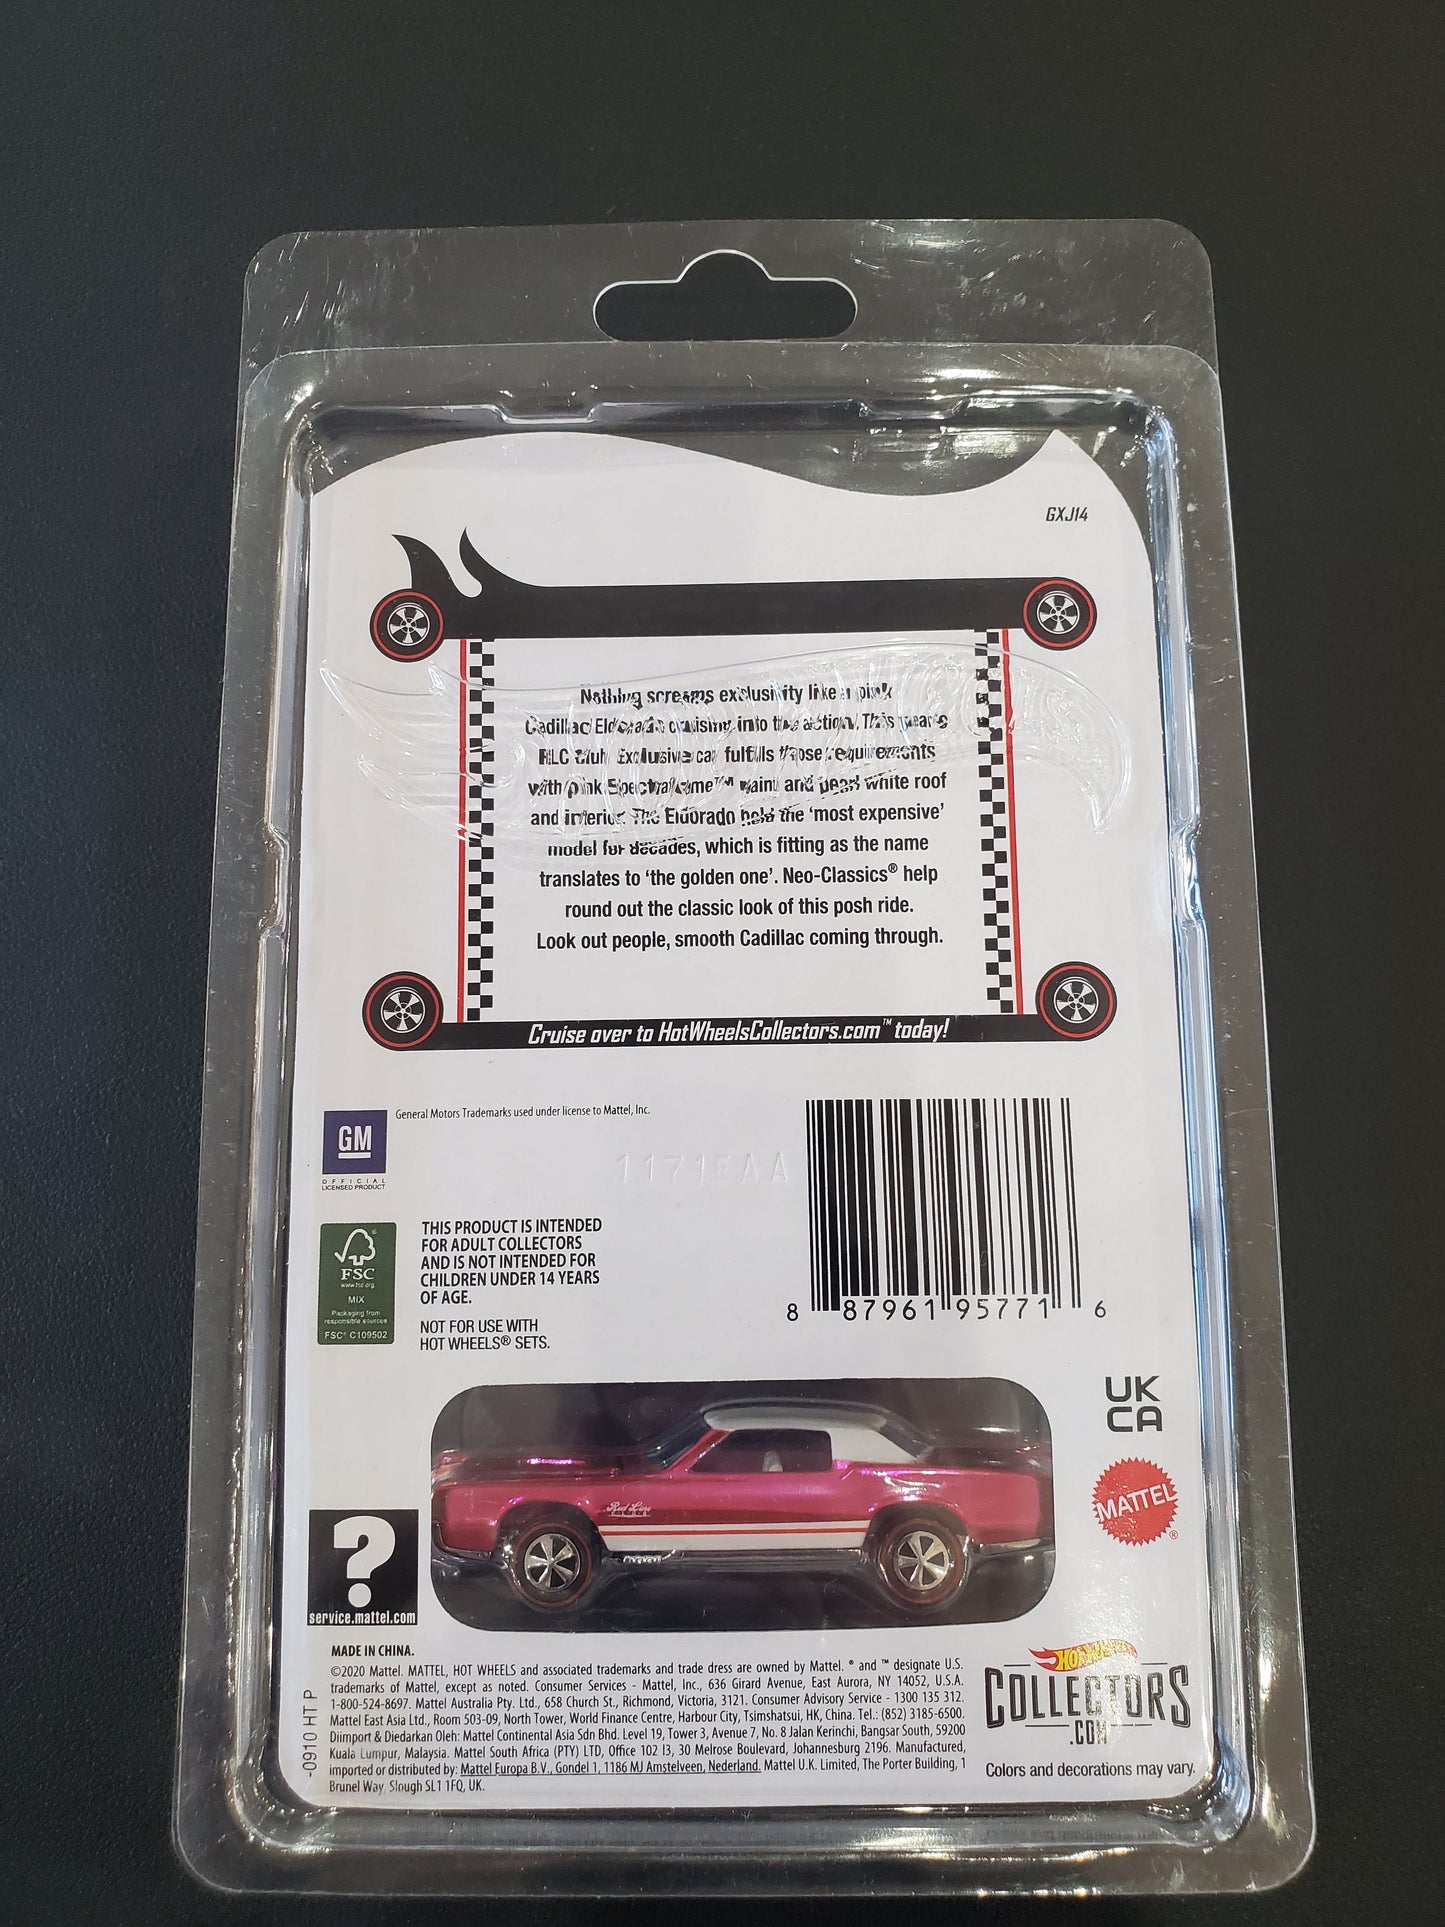 GXJ14
Nothing screams exclusivity like a pink
Cadillac Eldorado cruising into the action. This year's
RLC Club Exclusive car fulfills those requirements
with pink Spectraflame™ paint and pearl white roof
and interior. The Eldorado held the 'most expensive'
model for decades, which is fitting as the name
translates to 'the golden one'. Neo-Classics® help
round out the classic look of this posh ride.
Look out people, smooth Cadillac coming through.
Cruise over to HotWheelsCollectors.com™ today!
GM
OFFICIAL
LICENSED PRODUCT
General Motors Trademarks used under license to Mattel, Inc.
1171EAA
FSC
www.fsc.org
MIX
Packaging from
responsible sources
FSC® C109502
THIS PRODUCT IS INTENDED
FOR ADULT COLLECTORS
AND IS NOT INTENDED FOR
CHILDREN UNDER 14 YEARS
OF AGE.
NOT FOR USE WITH
HOT WHEELS® SETS.
8 87961 95771 6
UK
CA
MATTEL®
Red Line
?
service.mattel.com
MADE IN CHINA.
©2020 Mattel. MATTEL, HOT WHEELS and associated trademarks and trade dress are owned by Mattel. ® and ™ designate U.S.
trademarks of Mattel, except as noted. Consumer Services - Mattel, Inc., 636 Girard Avenue, East Aurora, NY 14052, U.S.A.
1-800-524-8697. Mattel Australia Pty. Ltd., 658 Church St., Richmond, Victoria, 3121. Consumer Advisory Service - 1300 135 312.
Mattel East Asia Ltd., Room 503-09, North Tower, World Finance Centre, Harbour City, Tsimshatsui, HK, China. Tel.: (852) 3185-6500.
Diimport & Diedarkan Oleh: Mattel Continental Asia Sdn Bhd. Level 19, Tower 3, Avenue 7, No. 8 Jalan Kerinchi, Bangsar South, 59200
Kuala Lumpur, Malaysia. Mattel South Africa (PTY) LTD, Office 102 I3, 30 Melrose Boulevard, Johannesburg 2196. Manufactured,
imported or distributed by: Mattel Europa B.V., Gondel 1, 1186 MJ Amstelveen, Nederland. Mattel U.K. Limited, The Porter Building, 1
Brunel Way, Slough SL1 1FQ, UK.
-0910 HT P
HOT WHEELS
COLLECTORS
.COM
Colors and decorations may vary.